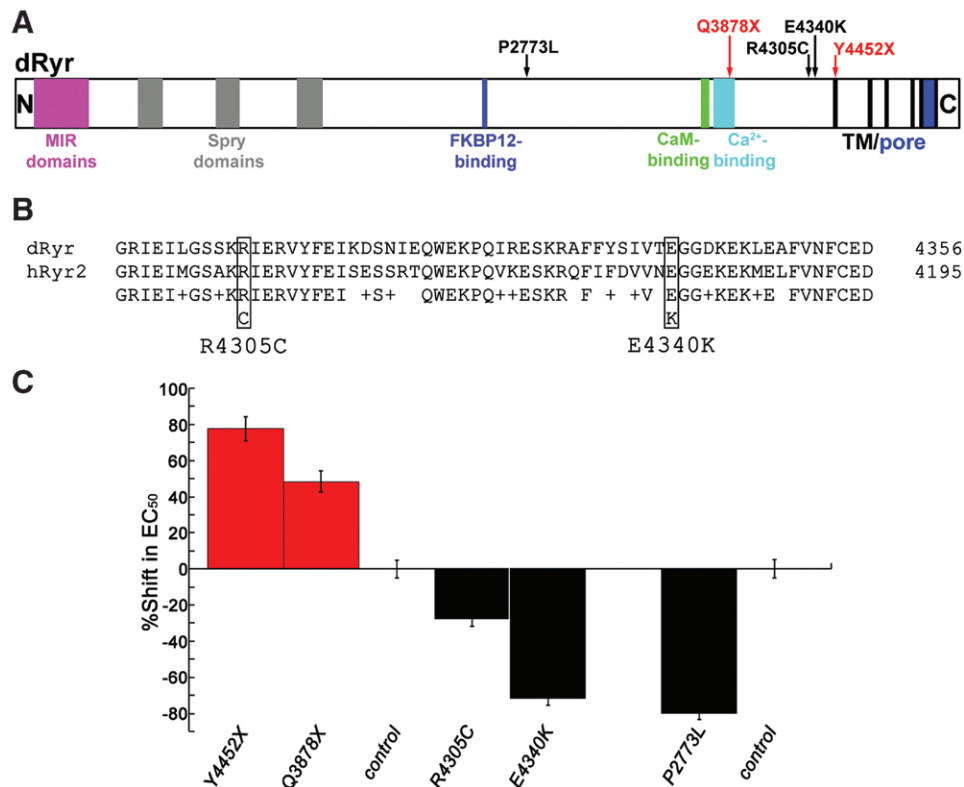 A
dRyr
P2773L
Q3878X
E4340K
R4305C
Y4452X
N
C
MIR
domains
Spry
domains
FKBP12-
binding
CaM-
binding
Ca²⁺-
binding
TM/pore
B
dRyr GRIEILGSSKRIERVYFEIKDSNIEQWEKPQIRESKRAFFYSIVTEGGDKEKLEAFVNFCED 4356
hRyr2 GRIEIMGSAKRIERVYFEISESSRTQWEKPQVKESKRQFIFDVVNEGGEKEKMELFVNFCED 4195
GRIEI+GS+KRIERVYFEI +S+ QWEKPQ++ESKR F + +V EGG+KEK+E FVNFCED
C K
R4305C E4340K
C
%Shift in EC₅₀
100
80
60
40
20
0
-20
-40
-60
-80
Y4452X
Q3878X
control
R4305C
E4340K
P2773L
control